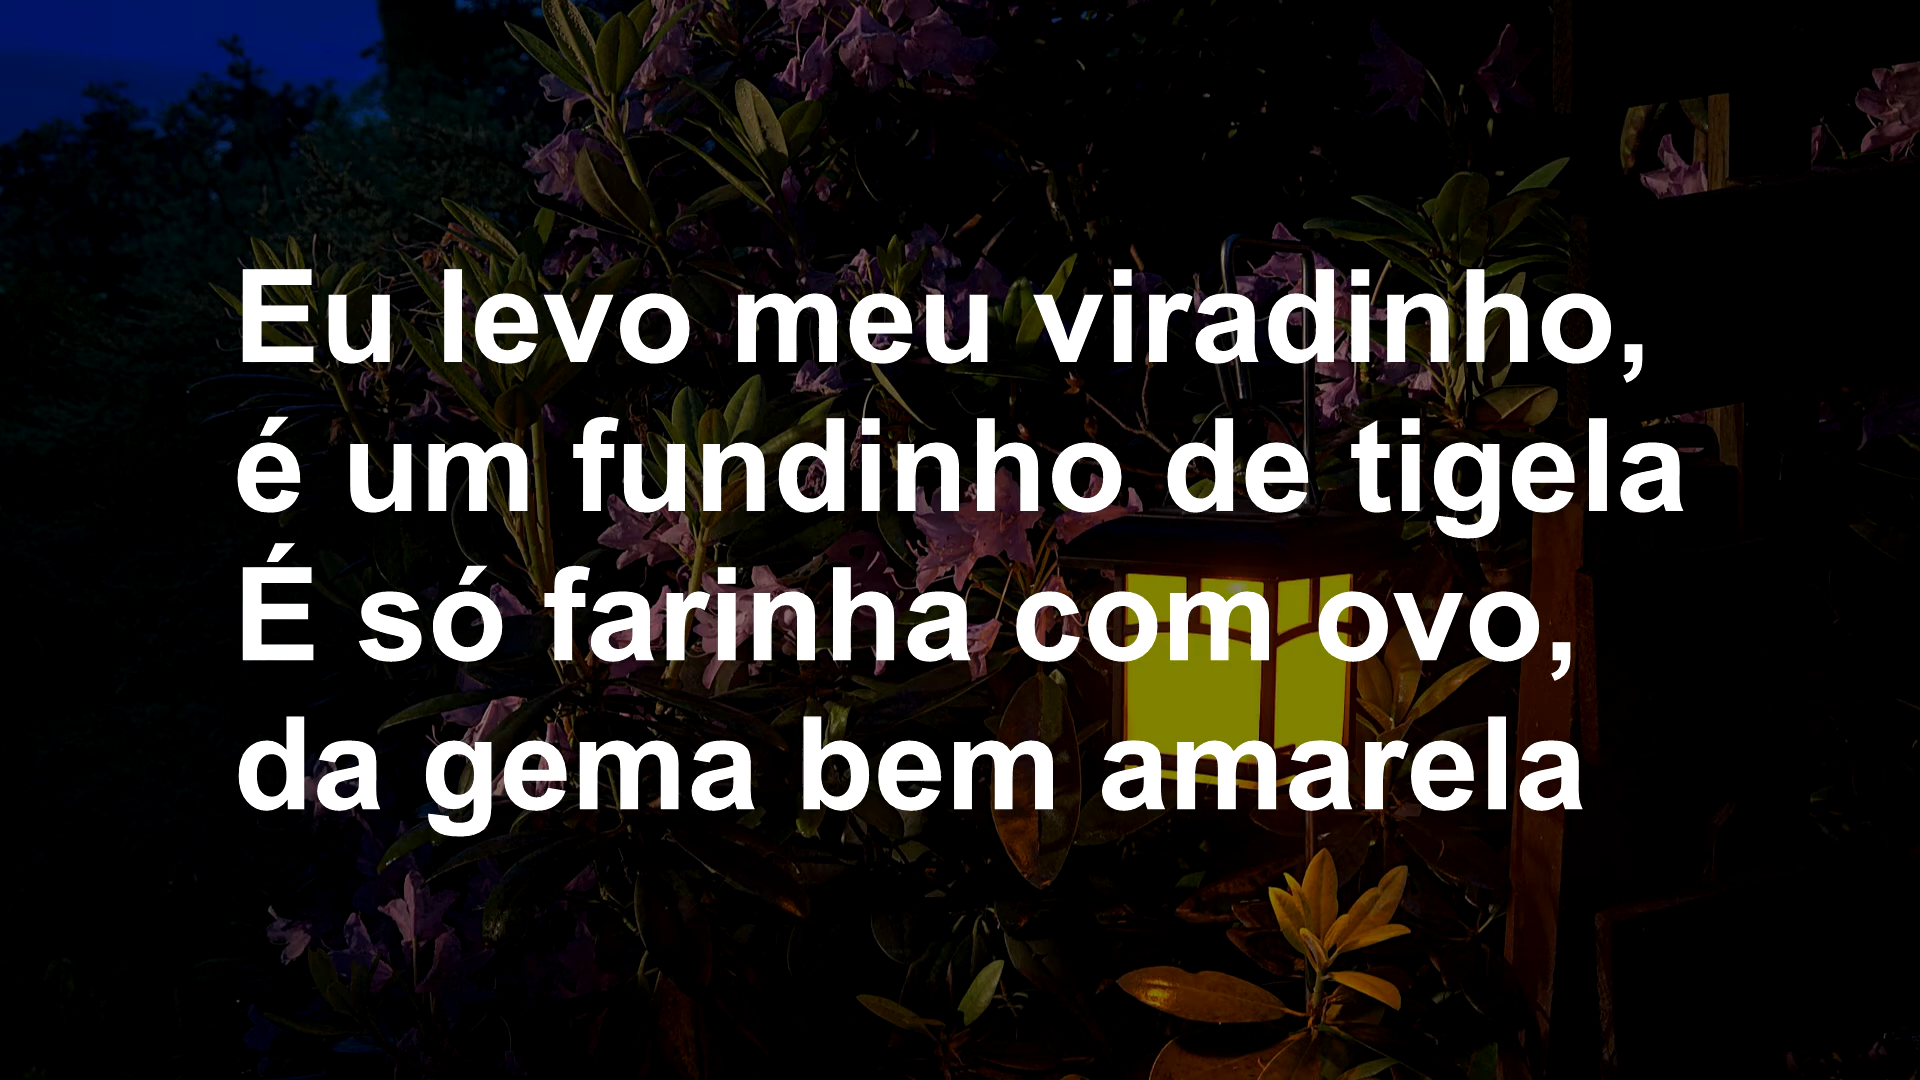 Eu levo meu viradinho,
é um fundinho de tigela
É só farinha com ovo,
da gema bem amarela